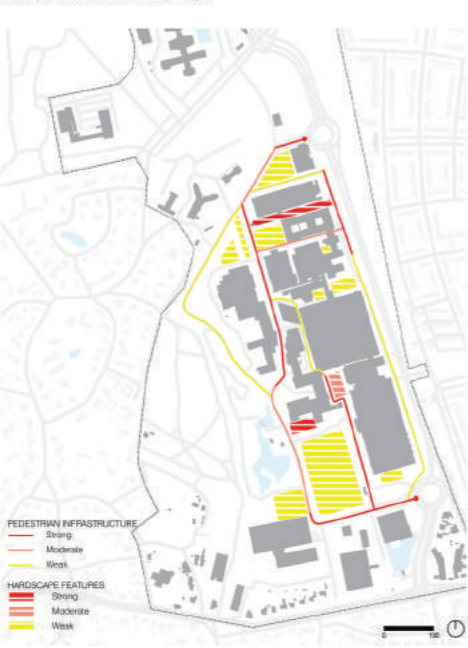 PEDESTRIAN INFRASTRUCTURE
Strong
Moderate
Weak
HARDSCAPE FEATURES
Strong
Moderate
Weak
0 100